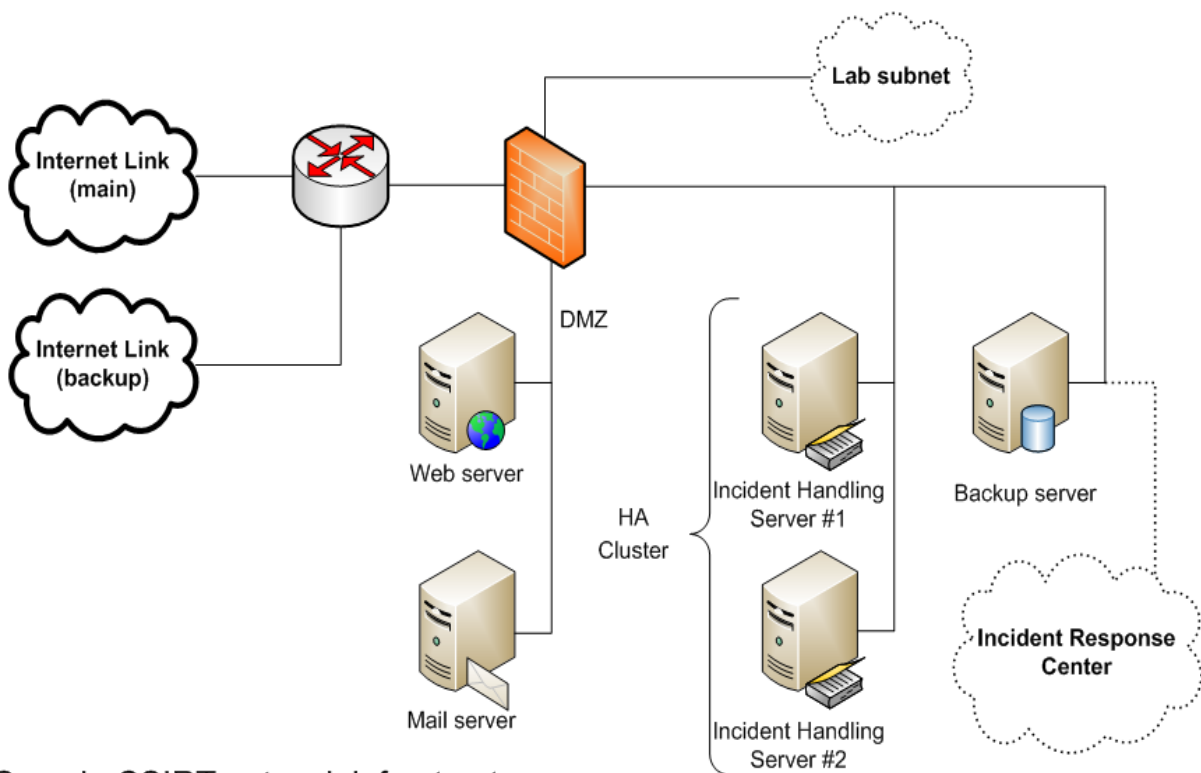 Lab subnet
Internet Link
(main)
Internet Link
(backup)
DMZ
Web server
Mail server
HA
Cluster
Incident Handling
Server #1
Incident Handling
Server #2
Backup server
Incident Response
Center
CSIRT